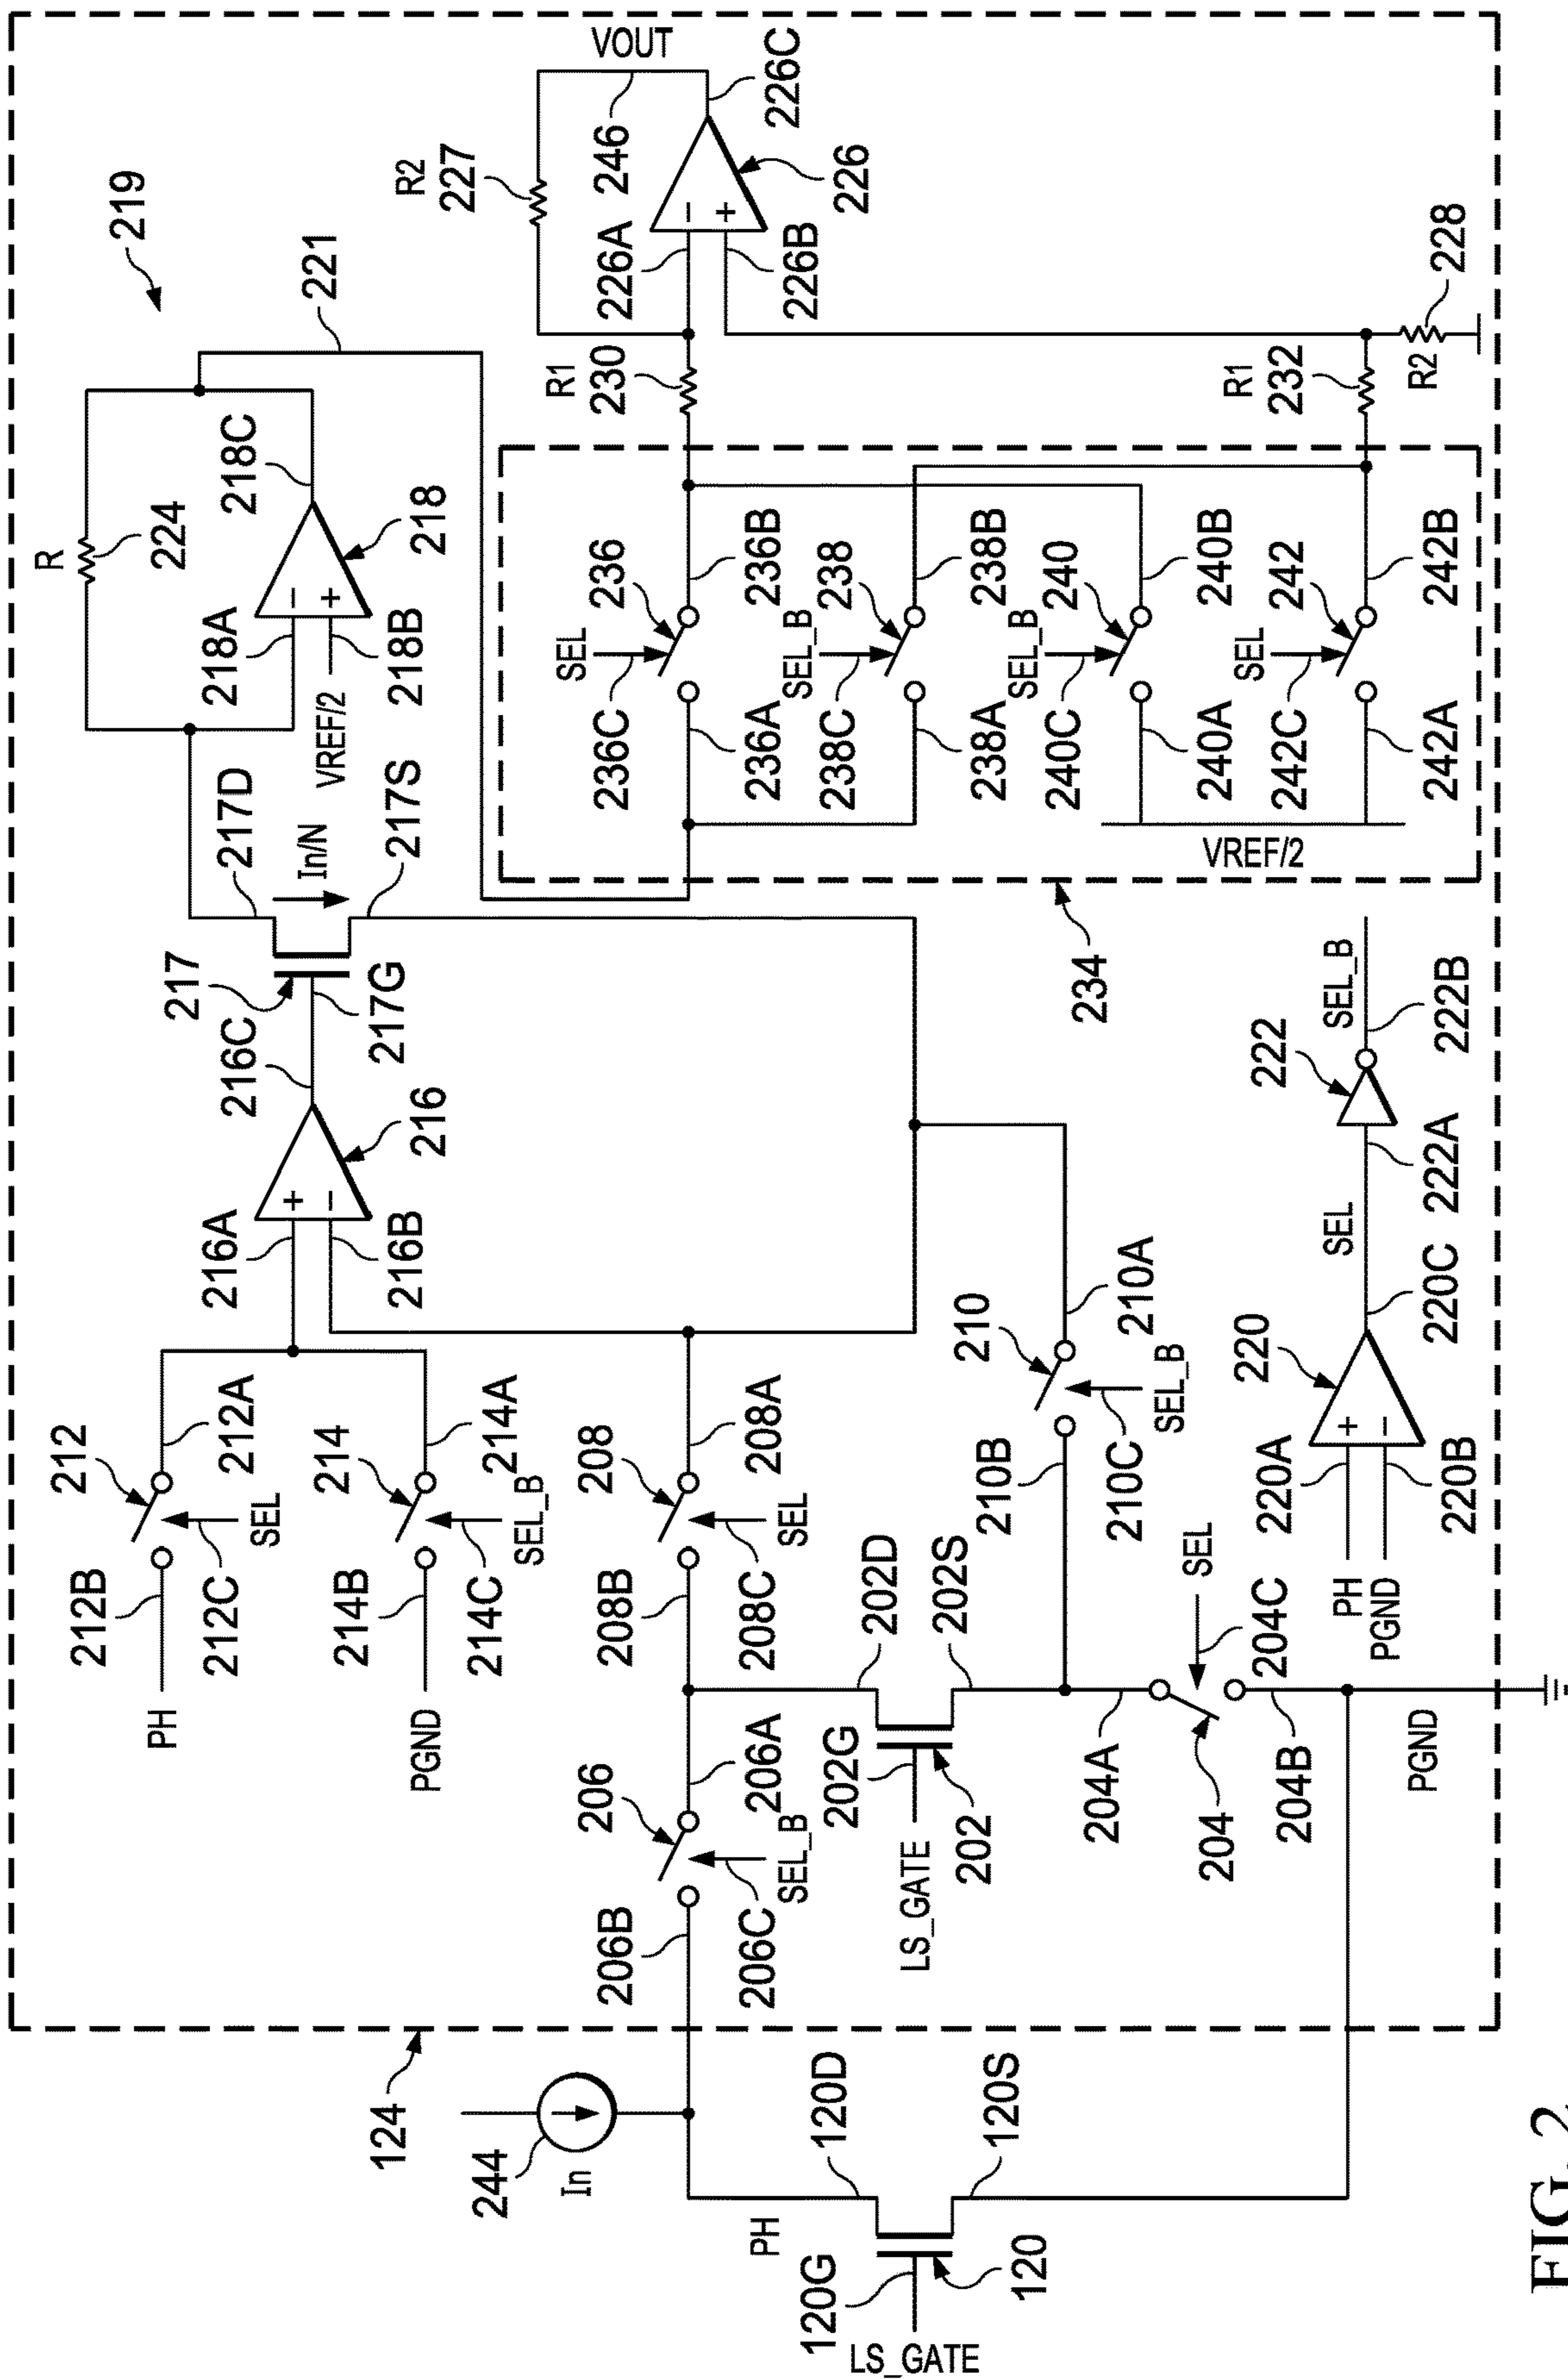 219
VOUT
226C
246
R2
227
226A
226
226B
228
R2
221
R1
230
R1
232
R
224
218C
218
218A
218B
VREF/2
SEL
236
236B
236C
236A
SEL_B
238
238B
238C
238A
SEL_B
240
240B
240C
240A
SEL
242
242B
242C
242A
VREF/2
234
217D
In/N
217S
217
217G
216C
216
216A
216B
+
−
−
+
−
+
+
−
212
212A
212B
212C
SEL
PH
214
214A
214B
214C
SEL_B
PGND
208
208A
208B
208C
SEL
210
210A
210B
210C
SEL_B
SEL_B
222
222B
222A
SEL
220C
220
220A
220B
PH
PGND
206
206A
206B
206C
SEL_B
202D
202S
202G
202
LS_GATE
SEL
204C
204A
204
204B
PGND
124
244
In
PH
120D
120S
120G
120
LS_GATE
FIG. 2